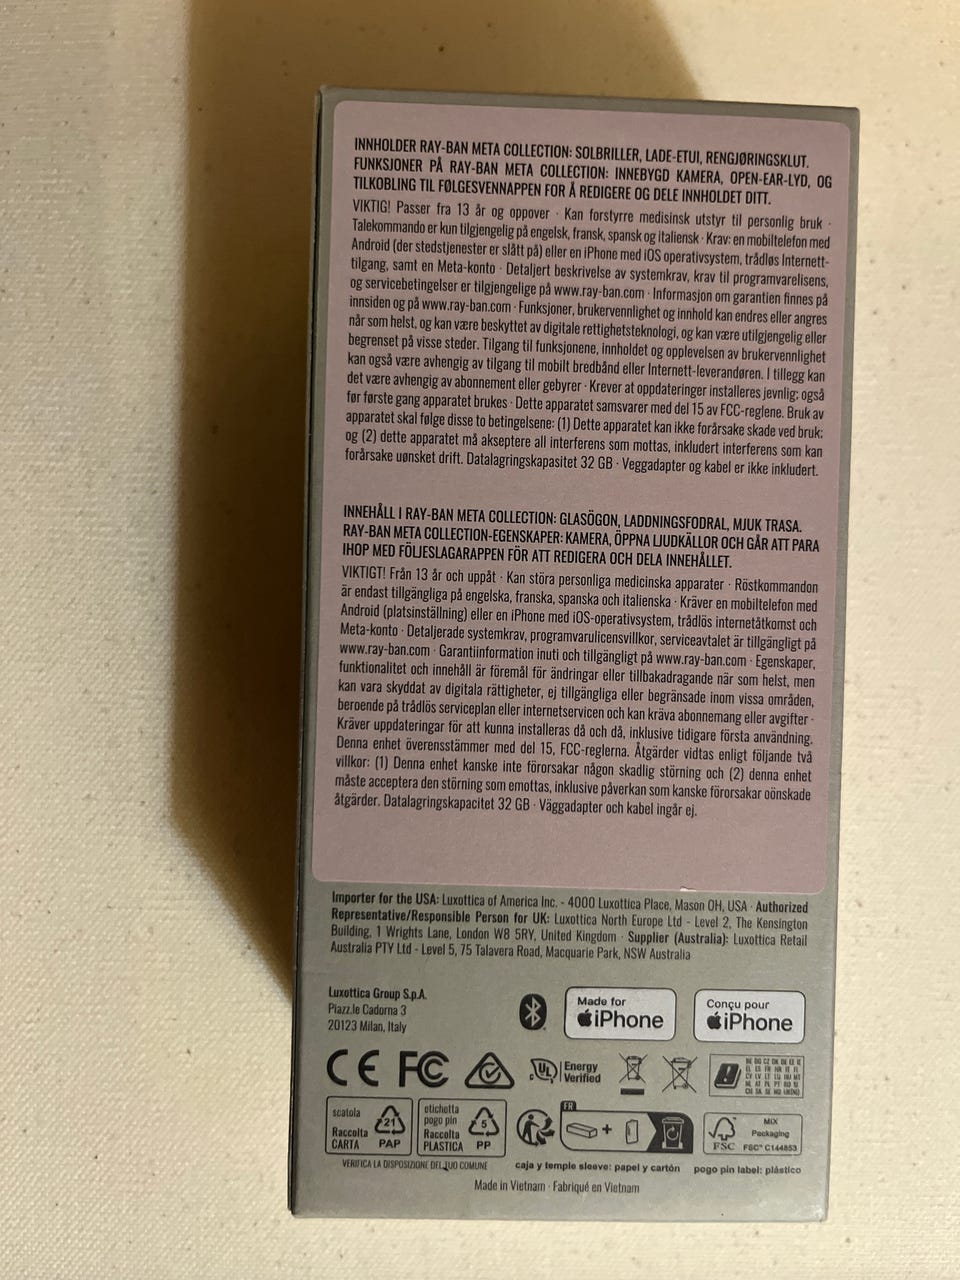 INNHOLDER RAY-BAN META COLLECTION: SOLBRILLER, LADE-ETUI, RENGJØRINGSKLUT.
FUNKSJONER PÅ RAY-BAN META COLLECTION: INNEBYGD KAMERA, OPEN-EAR-LYD, OG
TILKOBLING TIL FØLGESVENNAPPEN FOR Å REDIGERE OG DELE INNHOLDET DITT.
VIKTIG! Passer fra 13 år og oppover · Kan forstyrre medisinsk utstyr til personlig bruk ·
Talekommando er kun tilgjengelig på engelsk, fransk, spansk og italiensk · Krav: en mobiltelefon med
Android (der stedstjenester er slått på) eller en iPhone med iOS operativsystem, trådløs Internett-
tilgang, samt en Meta-konto · Detaljert beskrivelse av systemkrav, krav til programvarelisens,
og servicebetingelser er tilgjengelige på www.ray-ban.com · Informasjon om garantien finnes på
innsiden og på www.ray-ban.com · Funksjoner, brukervennlighet og innhold kan endres eller angres
når som helst, og kan være beskyttet av digitale rettighetsteknologi, og kan være utilgjengelig eller
begrenset på visse steder. Tilgang til funksjonene, innholdet og opplevelsen av brukervennlighet
kan også være avhengig av tilgang til mobilt bredbånd eller Internett-leverandøren. I tillegg kan
det være avhengig av abonnement eller gebyrer · Krever at oppdateringer installeres jevnlig; også
før første gang apparatet brukes · Dette apparatet samsvarer med del 15 av FCC-reglene. Bruk av
apparatet skal følge disse to betingelsene: (1) Dette apparatet kan ikke forårsake skade ved bruk;
og (2) dette apparatet må akseptere all interferens som mottas, inkludert interferens som kan
forårsake uønsket drift. Datalagringskapasitet 32 GB · Veggadapter og kabel er ikke inkludert.
INNEHÅLL I RAY-BAN META COLLECTION: GLASÖGON, LADDNINGSFODRAL, MJUK TRASA.
RAY-BAN META COLLECTION-EGENSKAPER: KAMERA, ÖPPNA LJUDKÄLLOR OCH GÅR ATT PARA
IHOP MED FÖLJESLAGARAPPEN FÖR ATT REDIGERA OCH DELA INNEHÅLLET.
VIKTIGT! Från 13 år och uppåt · Kan störa personliga medicinska apparater · Röstkommandon
är endast tillgängliga på engelska, franska, spanska och italienska · Kräver en mobiltelefon med
Android (platsinställning) eller en iPhone med iOS-operativsystem, trådlös internetåtkomst och
Meta-konto · Detaljerade systemkrav, programvarulicensvillkor, serviceavtalet är tillgängligt på
www.ray-ban.com · Garantiinformation inuti och tillgängligt på www.ray-ban.com · Egenskaper,
funktionalitet och innehåll är föremål för ändringar eller tillbakadragande när som helst, men
kan vara skyddat av digitala rättigheter, ej tillgängliga eller begränsade inom vissa områden,
beroende på trådlös serviceplan eller internetservicen och kan kräva abonnemang eller avgifter ·
Kräver uppdateringar för att kunna installeras då och då, inklusive tidigare första användning.
Denna enhet överensstämmer med del 15, FCC-reglerna. Åtgärder vidtas enligt följande två
villkor: (1) Denna enhet kanske inte förorsakar någon skadlig störning och (2) denna enhet
måste acceptera den störning som emottas, inklusive påverkan som kanske förorsakar oönskade
åtgärder. Datalagringskapacitet 32 GB · Väggadapter och kabel ingår ej.
Importer for the USA: Luxottica of America Inc. - 4000 Luxottica Place, Mason OH, USA · Authorized
Representative/Responsible Person for UK: Luxottica North Europe Ltd - Level 2, The Kensington
Building, 1 Wrights Lane, London W8 5RY, United Kingdom · Supplier (Australia): Luxottica Retail
Australia PTY Ltd - Level 5, 75 Talavera Road, Macquarie Park, NSW Australia
Luxottica Group S.p.A.
Piazz.le Cadorna 3
20123 Milan, Italy
Made for
iPhone
Conçu pour
iPhone
CE FC
UL Energy
Verified
scatola
Raccolta
CARTA
21
PAP
etichetta
pogo pin
Raccolta
PLASTICA
5
PP
FR
FSC
MIX
Packaging
FSC™ C144853
VERIFICA LA DISPOSIZIONE DEL TUO COMUNE
caja y temple sleeve: papel y cartón pogo pin label: plástico
Made in Vietnam · Fabriqué en Vietnam